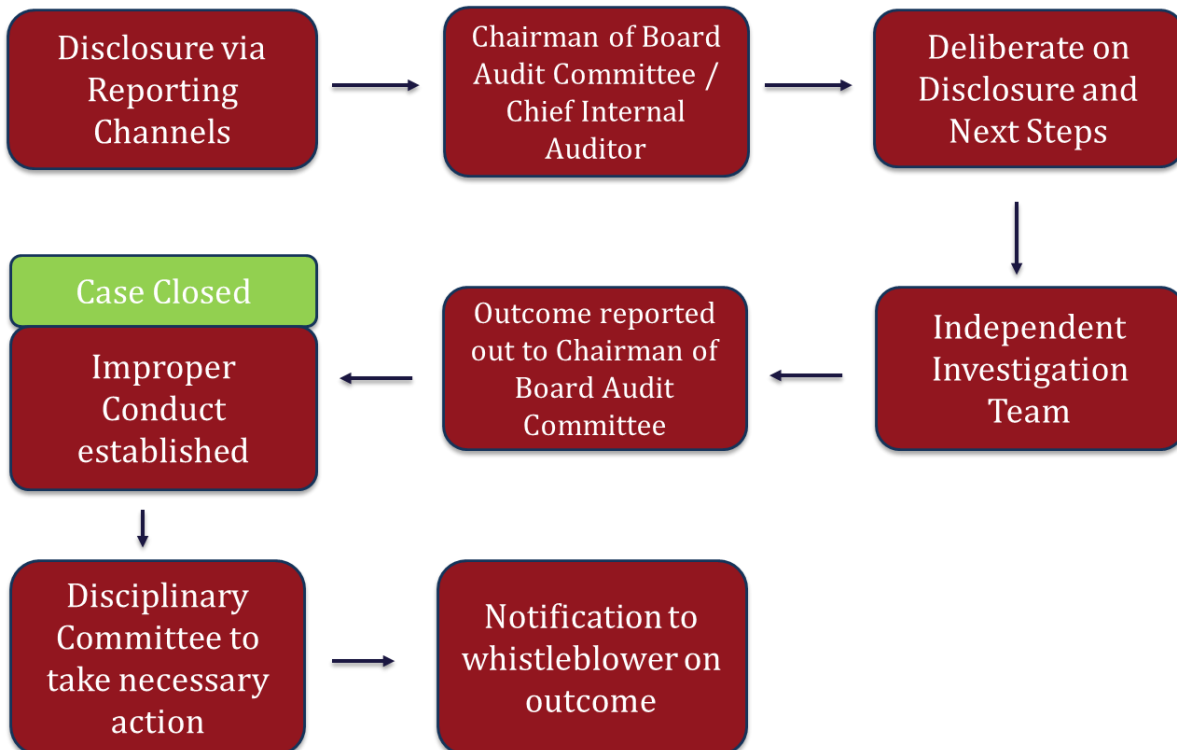 Disclosure via
Reporting
Channels
Chairman of Board
Audit Committee /
Chief Internal
Auditor
Deliberate on
Disclosure and
Next Steps
Independent
Investigation
Team
Outcome reported
out to Chairman of
Board Audit
Committee
Case Closed
Improper
Conduct
established
Disciplinary
Committee to
take necessary
action
Notification to
whistleblower on
outcome